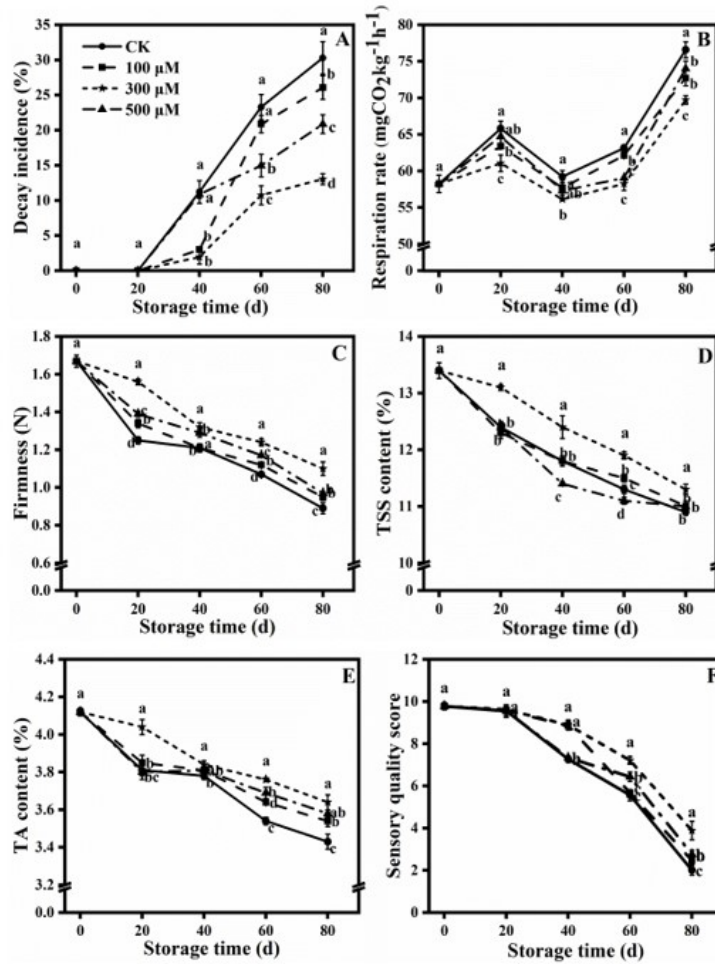 A
CK
100 μM
300 μM
500 μM
Decay incidence (%)
35
30
25
20
15
10
5
0
a
a
a
a
b
a
a
c
a
b
d
b
c
b
0
20
40
60
80
Storage time (d)
B
Respiration rate (mgCO2kg-1h-1)
80
75
70
65
60
55
50
0
a
a
b
b
c
a
ab
b
a
a
c
a
ab
b
b
c
0
20
40
60
80
Storage time (d)
C
Firmness (N)
1.8
1.6
1.4
1.2
1.0
0.8
0.6
0.0
a
a
c
b
d
a
b
a
b
a
c
b
d
a
b
b
c
0
20
40
60
80
Storage time (d)
D
TSS content (%)
14
13
12
11
10
0
a
a
b
b
a
b
c
a
b
c
d
a
b
b
b
0
20
40
60
80
Storage time (d)
E
TA content (%)
4.4
4.0
3.6
3.2
0.0
a
a
b
bc
a
ab
b
a
b
d
c
a
ab
b
c
0
20
40
60
80
Storage time (d)
F
Sensory quality score
12
10
8
6
4
2
0
a
a
a
a
a
b
a
b
c
a
b
b
c
0
20
40
60
80
Storage time (d)